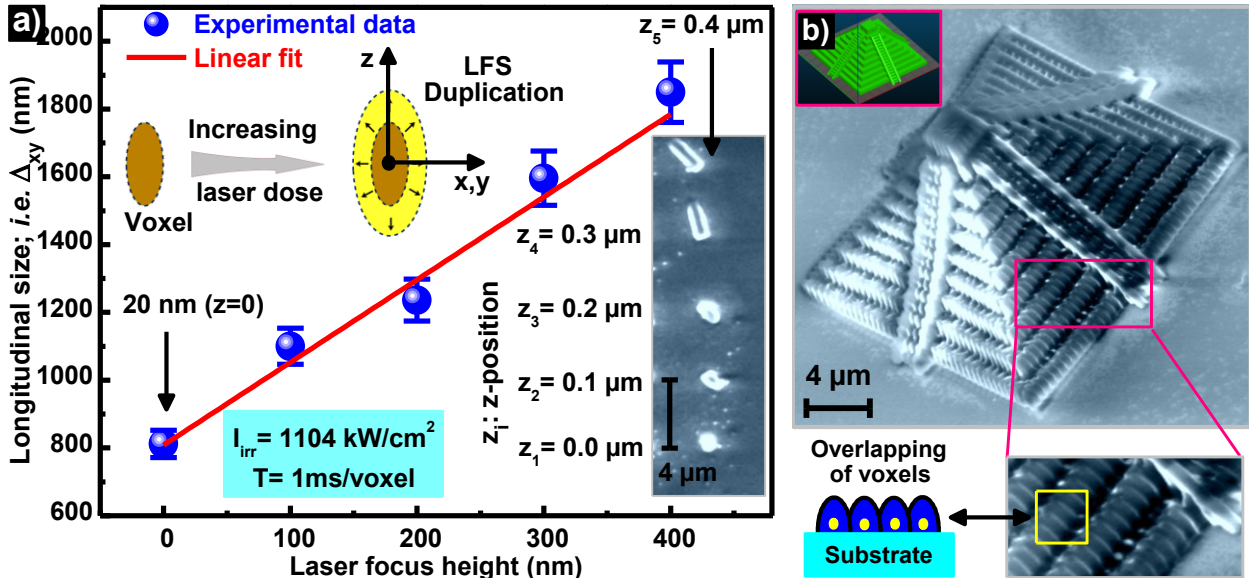 a)
Longitudinal size; i.e. Δxy (nm)
2000
1800
1600
1400
1200
1000
800
600
0
100
200
300
400
Laser focus height (nm)
Experimental data
Linear fit
Increasing
laser dose
Voxel
z
x,y
LFS
Duplication
20 nm (z=0)
Iirr= 1104 kW/cm2
T= 1ms/voxel
z5= 0.4 µm
z4= 0.3 µm
z3= 0.2 µm
z2= 0.1 µm
z1= 0.0 µm
zi: z-position
4 µm
b)
4 µm
Overlapping
of voxels
Substrate